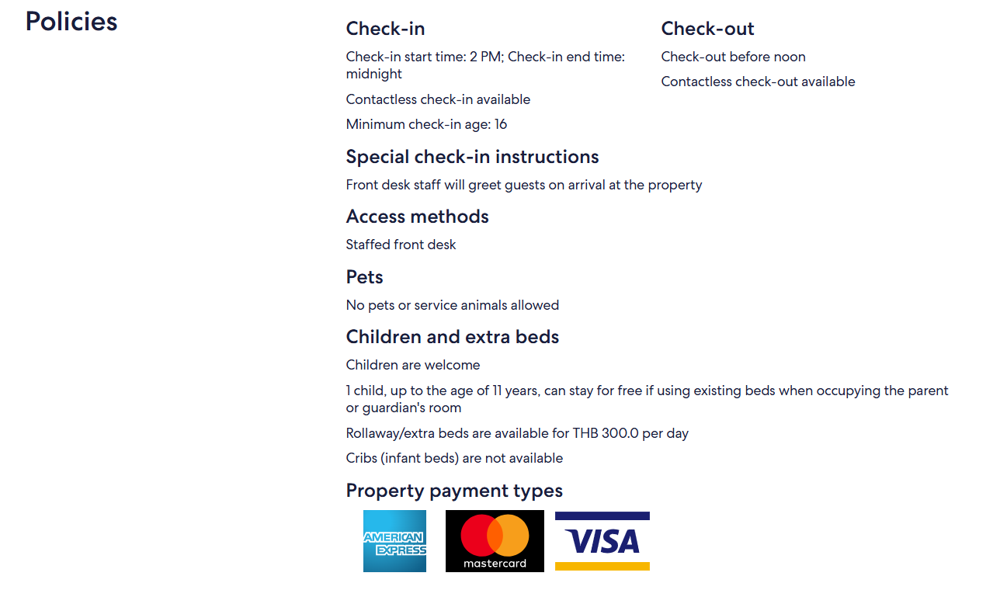 Policies
Check-in
Check-in start time: 2 PM; Check-in end time:
midnight
Contactless check-in available
Minimum check-in age: 16
Check-out
Check-out before noon
Contactless check-out available
Special check-in instructions
Front desk staff will greet guests on arrival at the property
Access methods
Staffed front desk
Pets
No pets or service animals allowed
Children and extra beds
Children are welcome
1 child, up to the age of 11 years, can stay for free if using existing beds when occupying the parent
or guardian's room
Rollaway/extra beds are available for THB 300.0 per day
Cribs (infant beds) are not available
Property payment types
AMERICAN
EXPRESS
mastercard
VISA